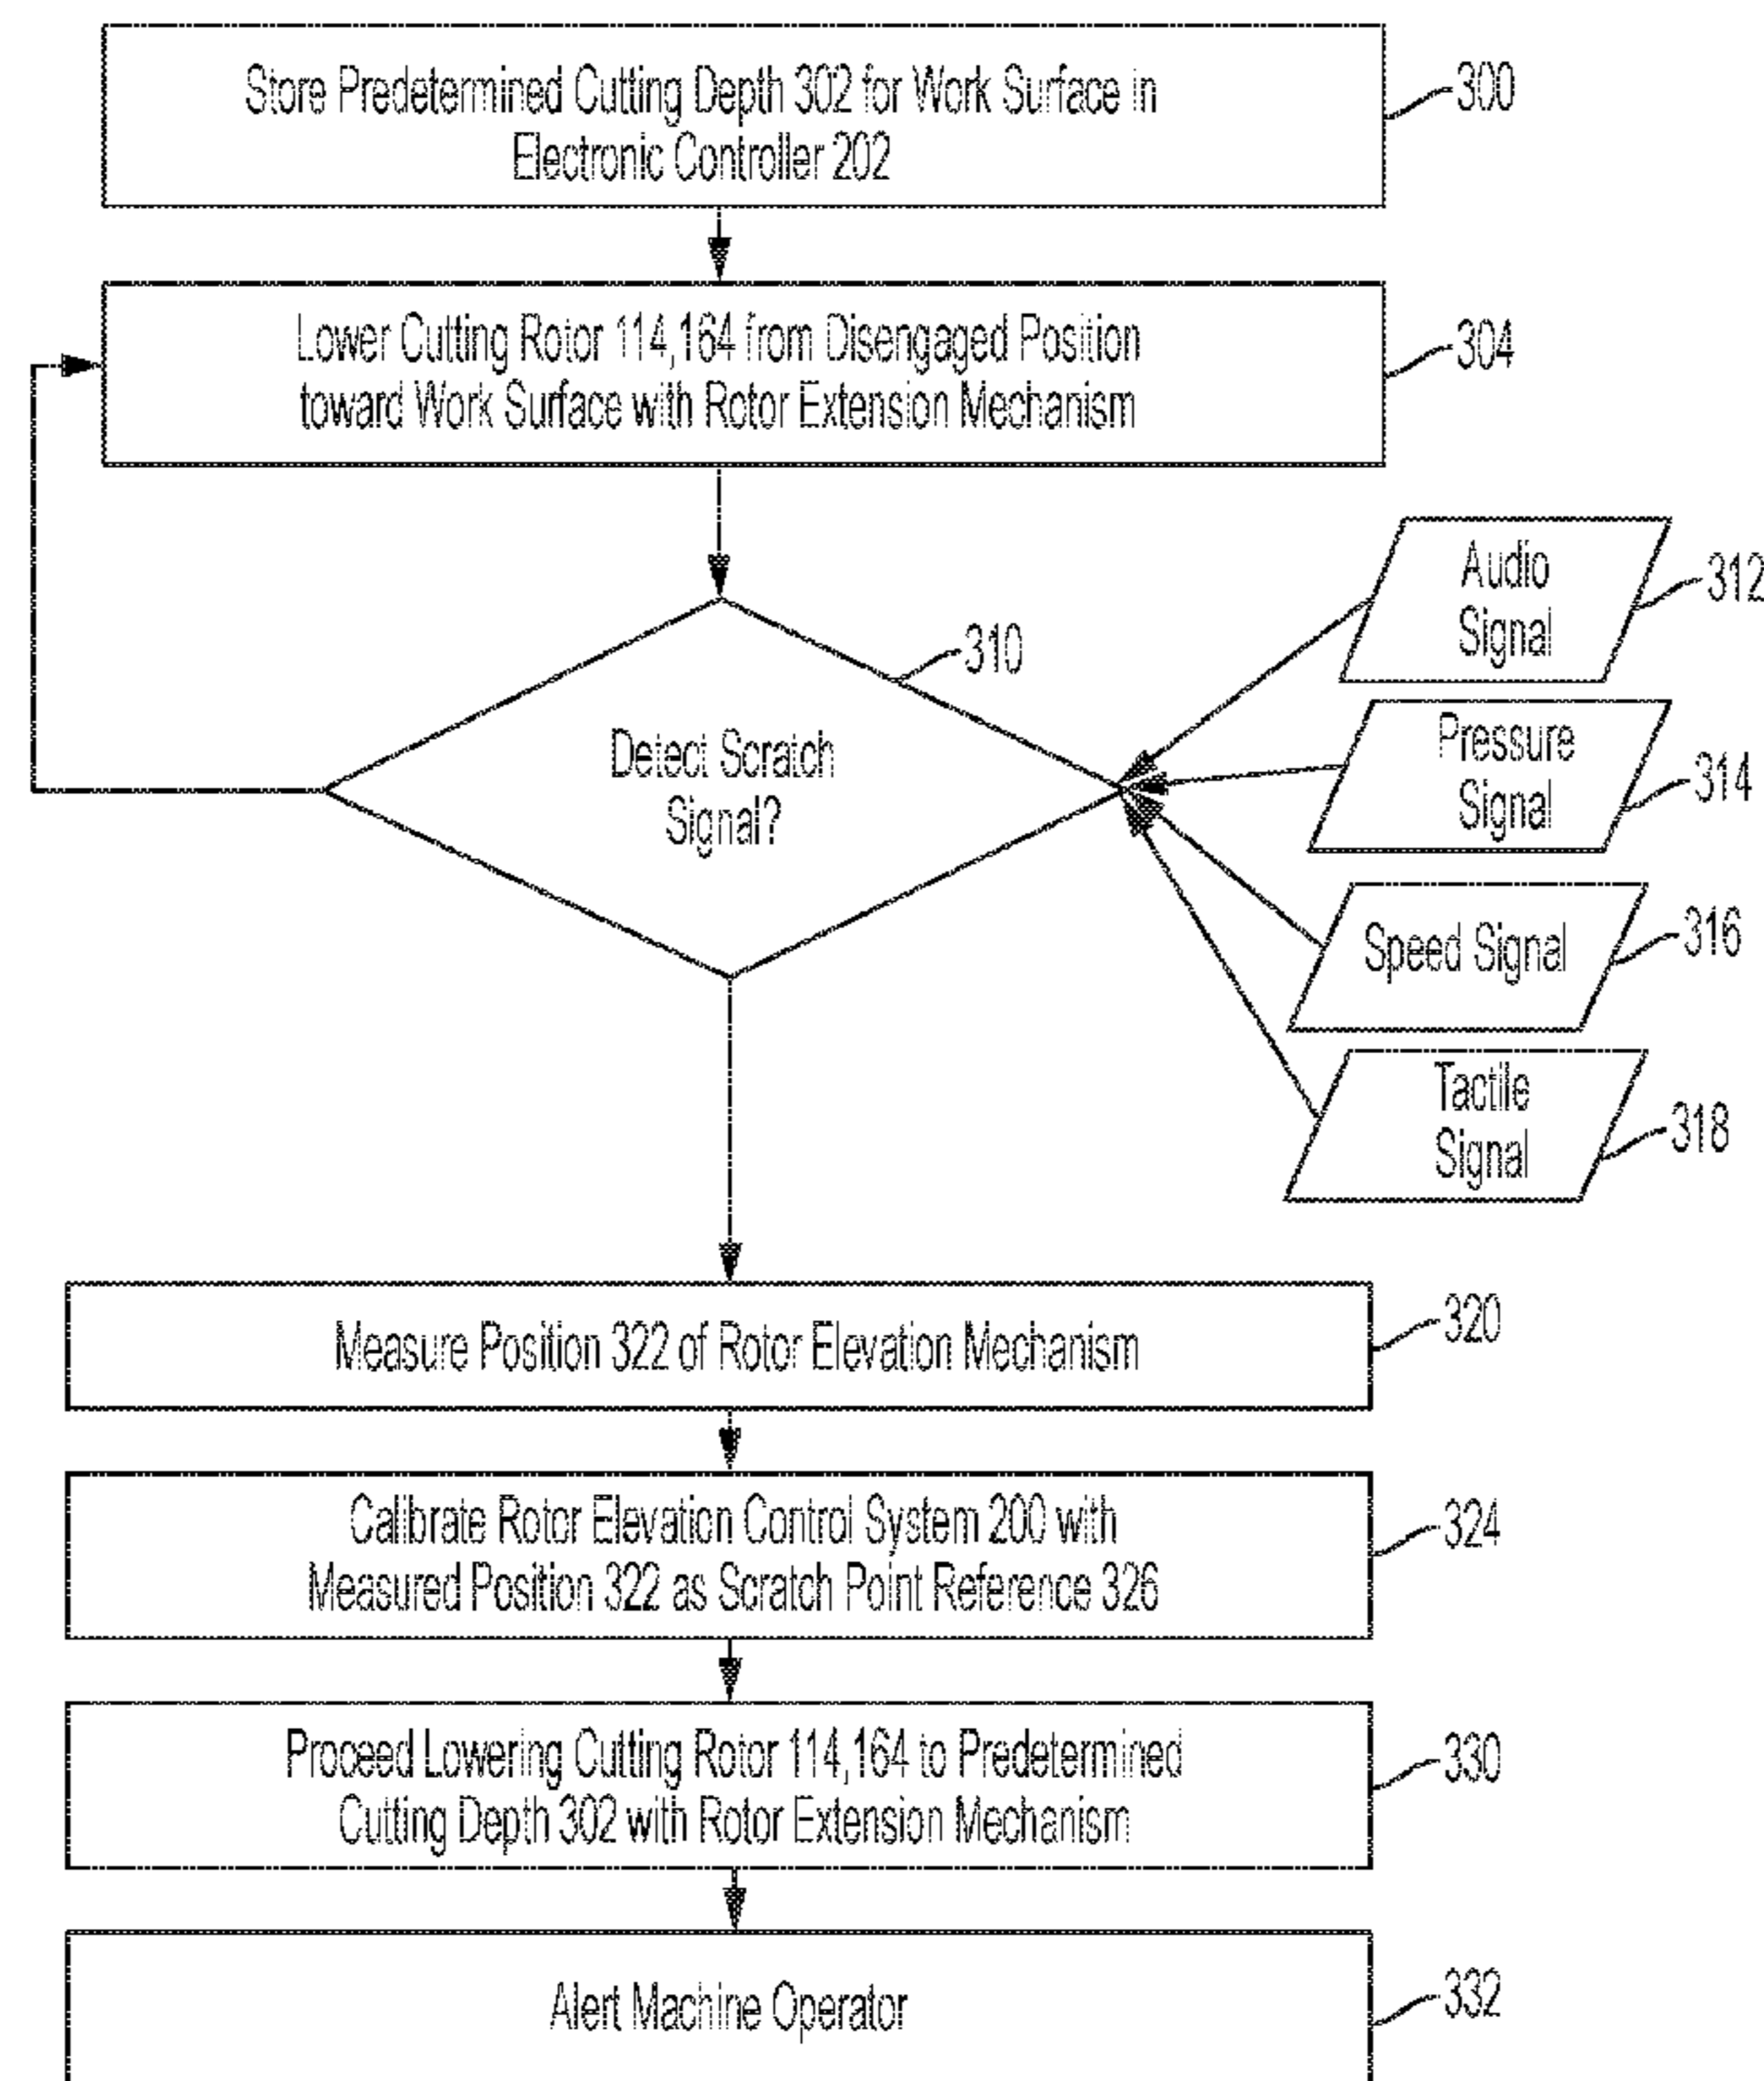 Store Predetermined Cutting Depth 302 for Work Surface in
Electronic Controller 202
300
Lower Cutting Rotor 114,164 from Disengaged Position
toward Work Surface with Rotor Extension Mechanism
304
Detect Scratch
Signal?
310
Audio
Signal
312
Pressure
Signal
314
Speed Signal
316
Tactile
Signal
318
Measure Position 322 of Rotor Elevation Mechanism
320
Calibrate Rotor Elevation Control System 200 with
Measured Position 322 as Scratch Point Reference 326
324
Proceed Lowering Cutting Rotor 114,164 to Predetermined
Cutting Depth 302 with Rotor Extension Mechanism
330
Alert Machine Operator
332